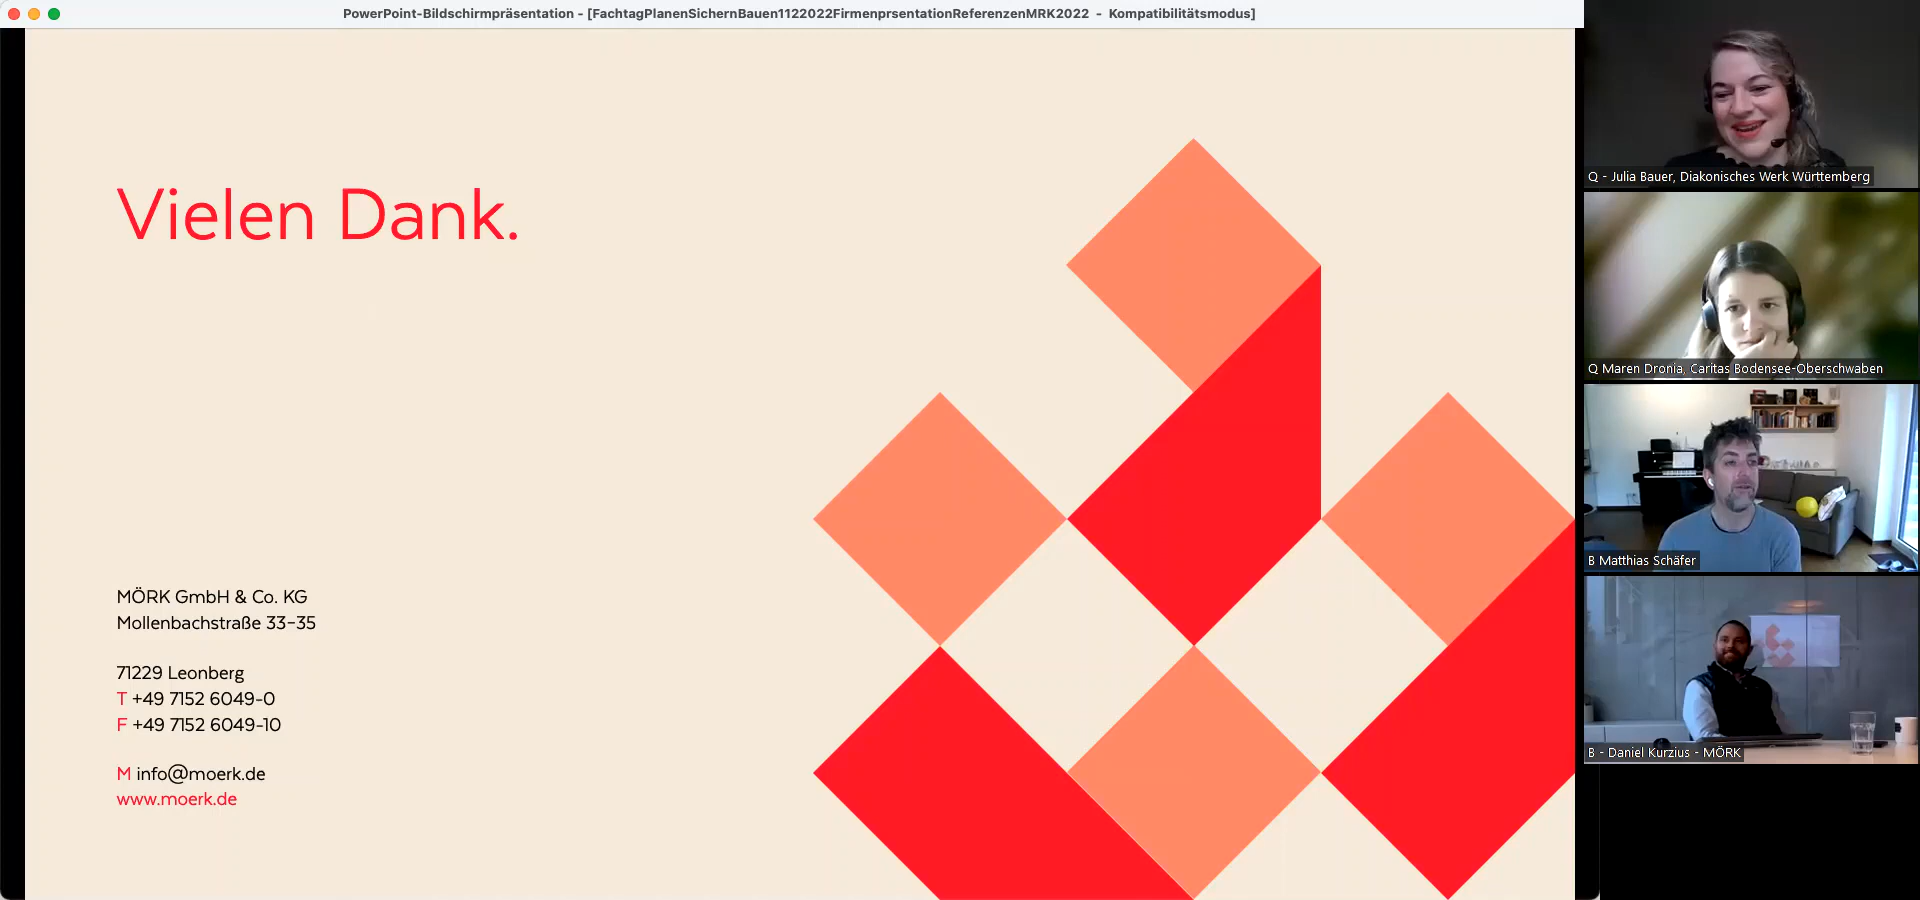 PowerPoint-Bildschirmpräsentation - [FachtagPlanenSichernBauen1122022FirmenprsentationReferenzenMRK2022 - Kompatibilitätsmodus]
Vielen Dank.
MÖRK GmbH & Co. KG
Mollenbachstraße 33-35
71229 Leonberg
T +49 7152 6049-0
F +49 7152 6049-10
M info@moerk.de
www.moerk.de
Q - Julia Bauer, Diakonisches Werk Württemberg
Q Maren Dronia, Caritas Bodensee-Oberschwaben
B Matthias Schäfer
B - Daniel Kurzius - MÖRK